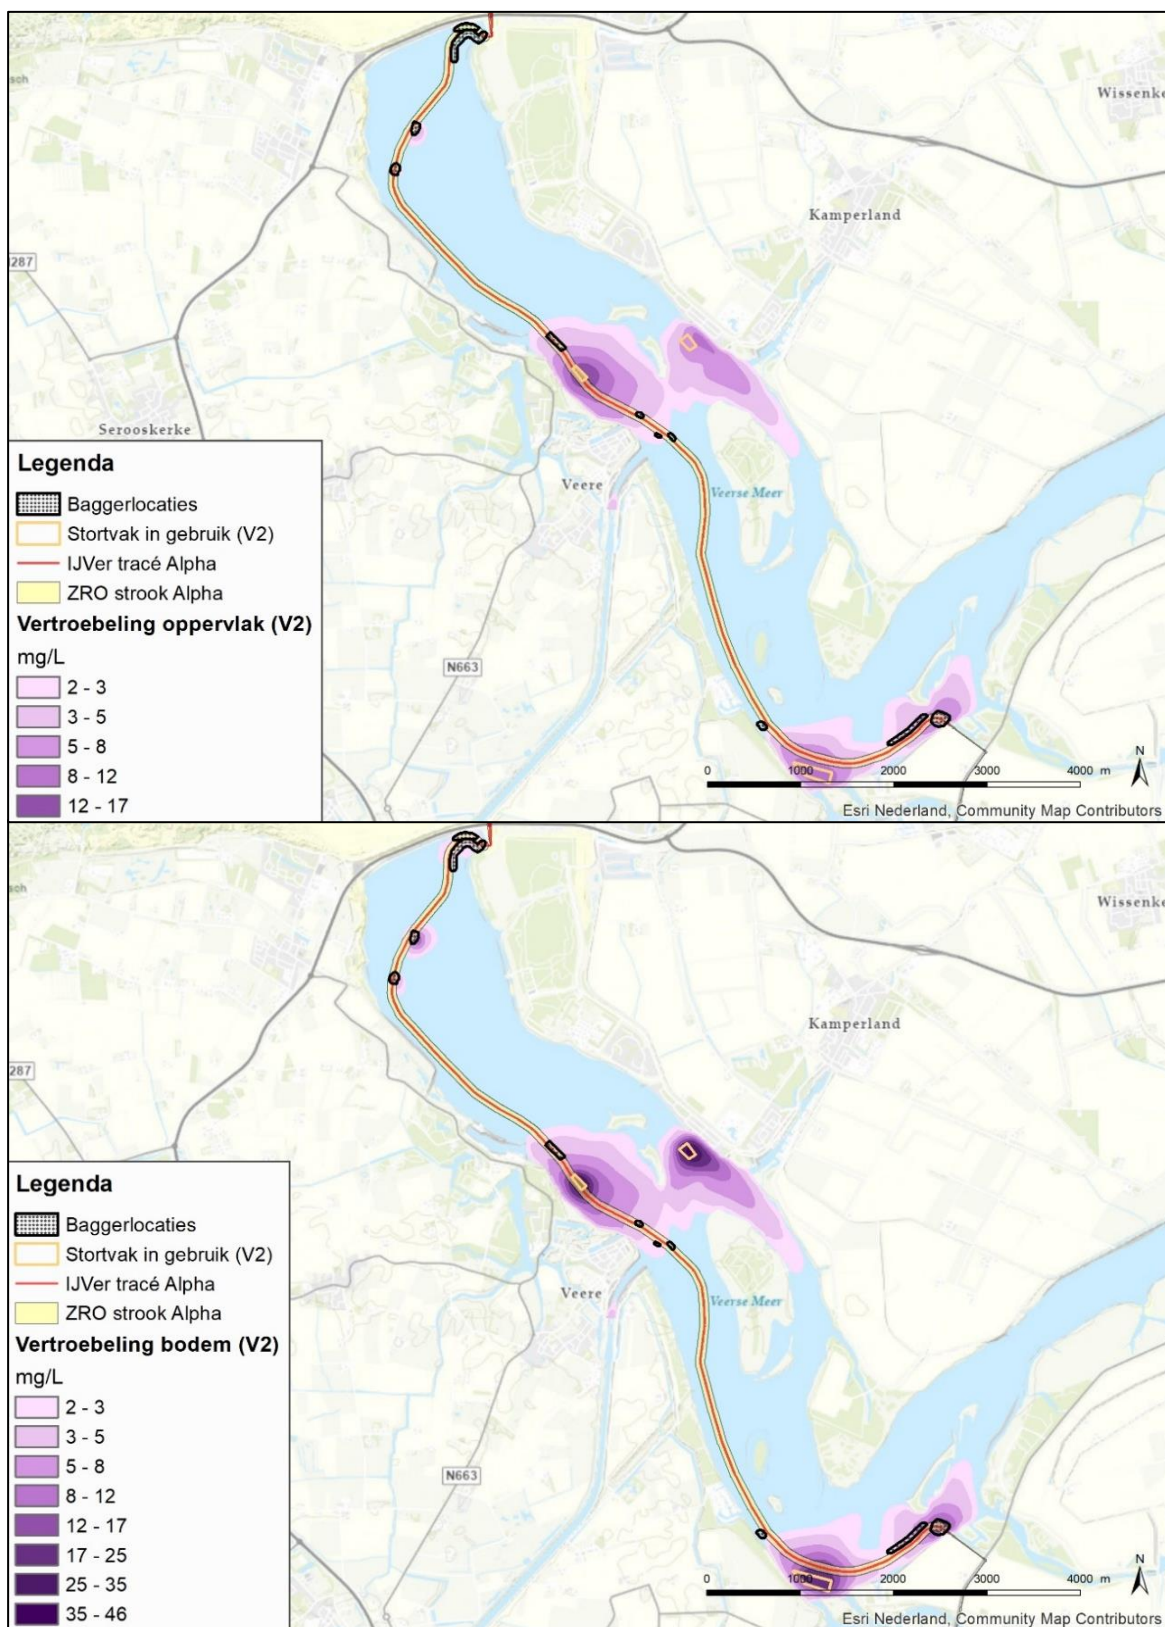 sch
Wissenke
Kamperland
287
Serooskerke
Veere
Veerse Meer
N663
Legenda
Baggerlocaties
Stortvak in gebruik (V2)
IJVer tracé Alpha
ZRO strook Alpha
Vertroebeling oppervlak (V2)
mg/L
2 - 3
3 - 5
5 - 8
8 - 12
12 - 17
N
0 1000 2000 3000 4000 m
Esri Nederland, Community Map Contributors
sch
Wissenke
Kamperland
287
Veere
Veerse Meer
N663
Legenda
Baggerlocaties
Stortvak in gebruik (V2)
IJVer tracé Alpha
ZRO strook Alpha
Vertroebeling bodem (V2)
mg/L
2 - 3
3 - 5
5 - 8
8 - 12
12 - 17
17 - 25
25 - 35
35 - 46
N
0 1000 2000 3000 4000 m
Esri Nederland, Community Map Contributors